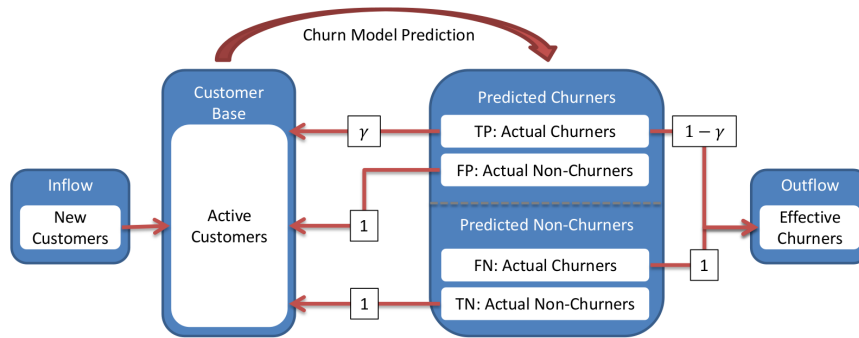 Churn Model Prediction
Customer
Base
Predicted Churners
γ
TP: Actual Churners
1 − γ
FP: Actual Non-Churners
Inflow
New
Customers
Active
Customers
1
Predicted Non-Churners
Outflow
Effective
Churners
FN: Actual Churners
1
1
TN: Actual Non-Churners